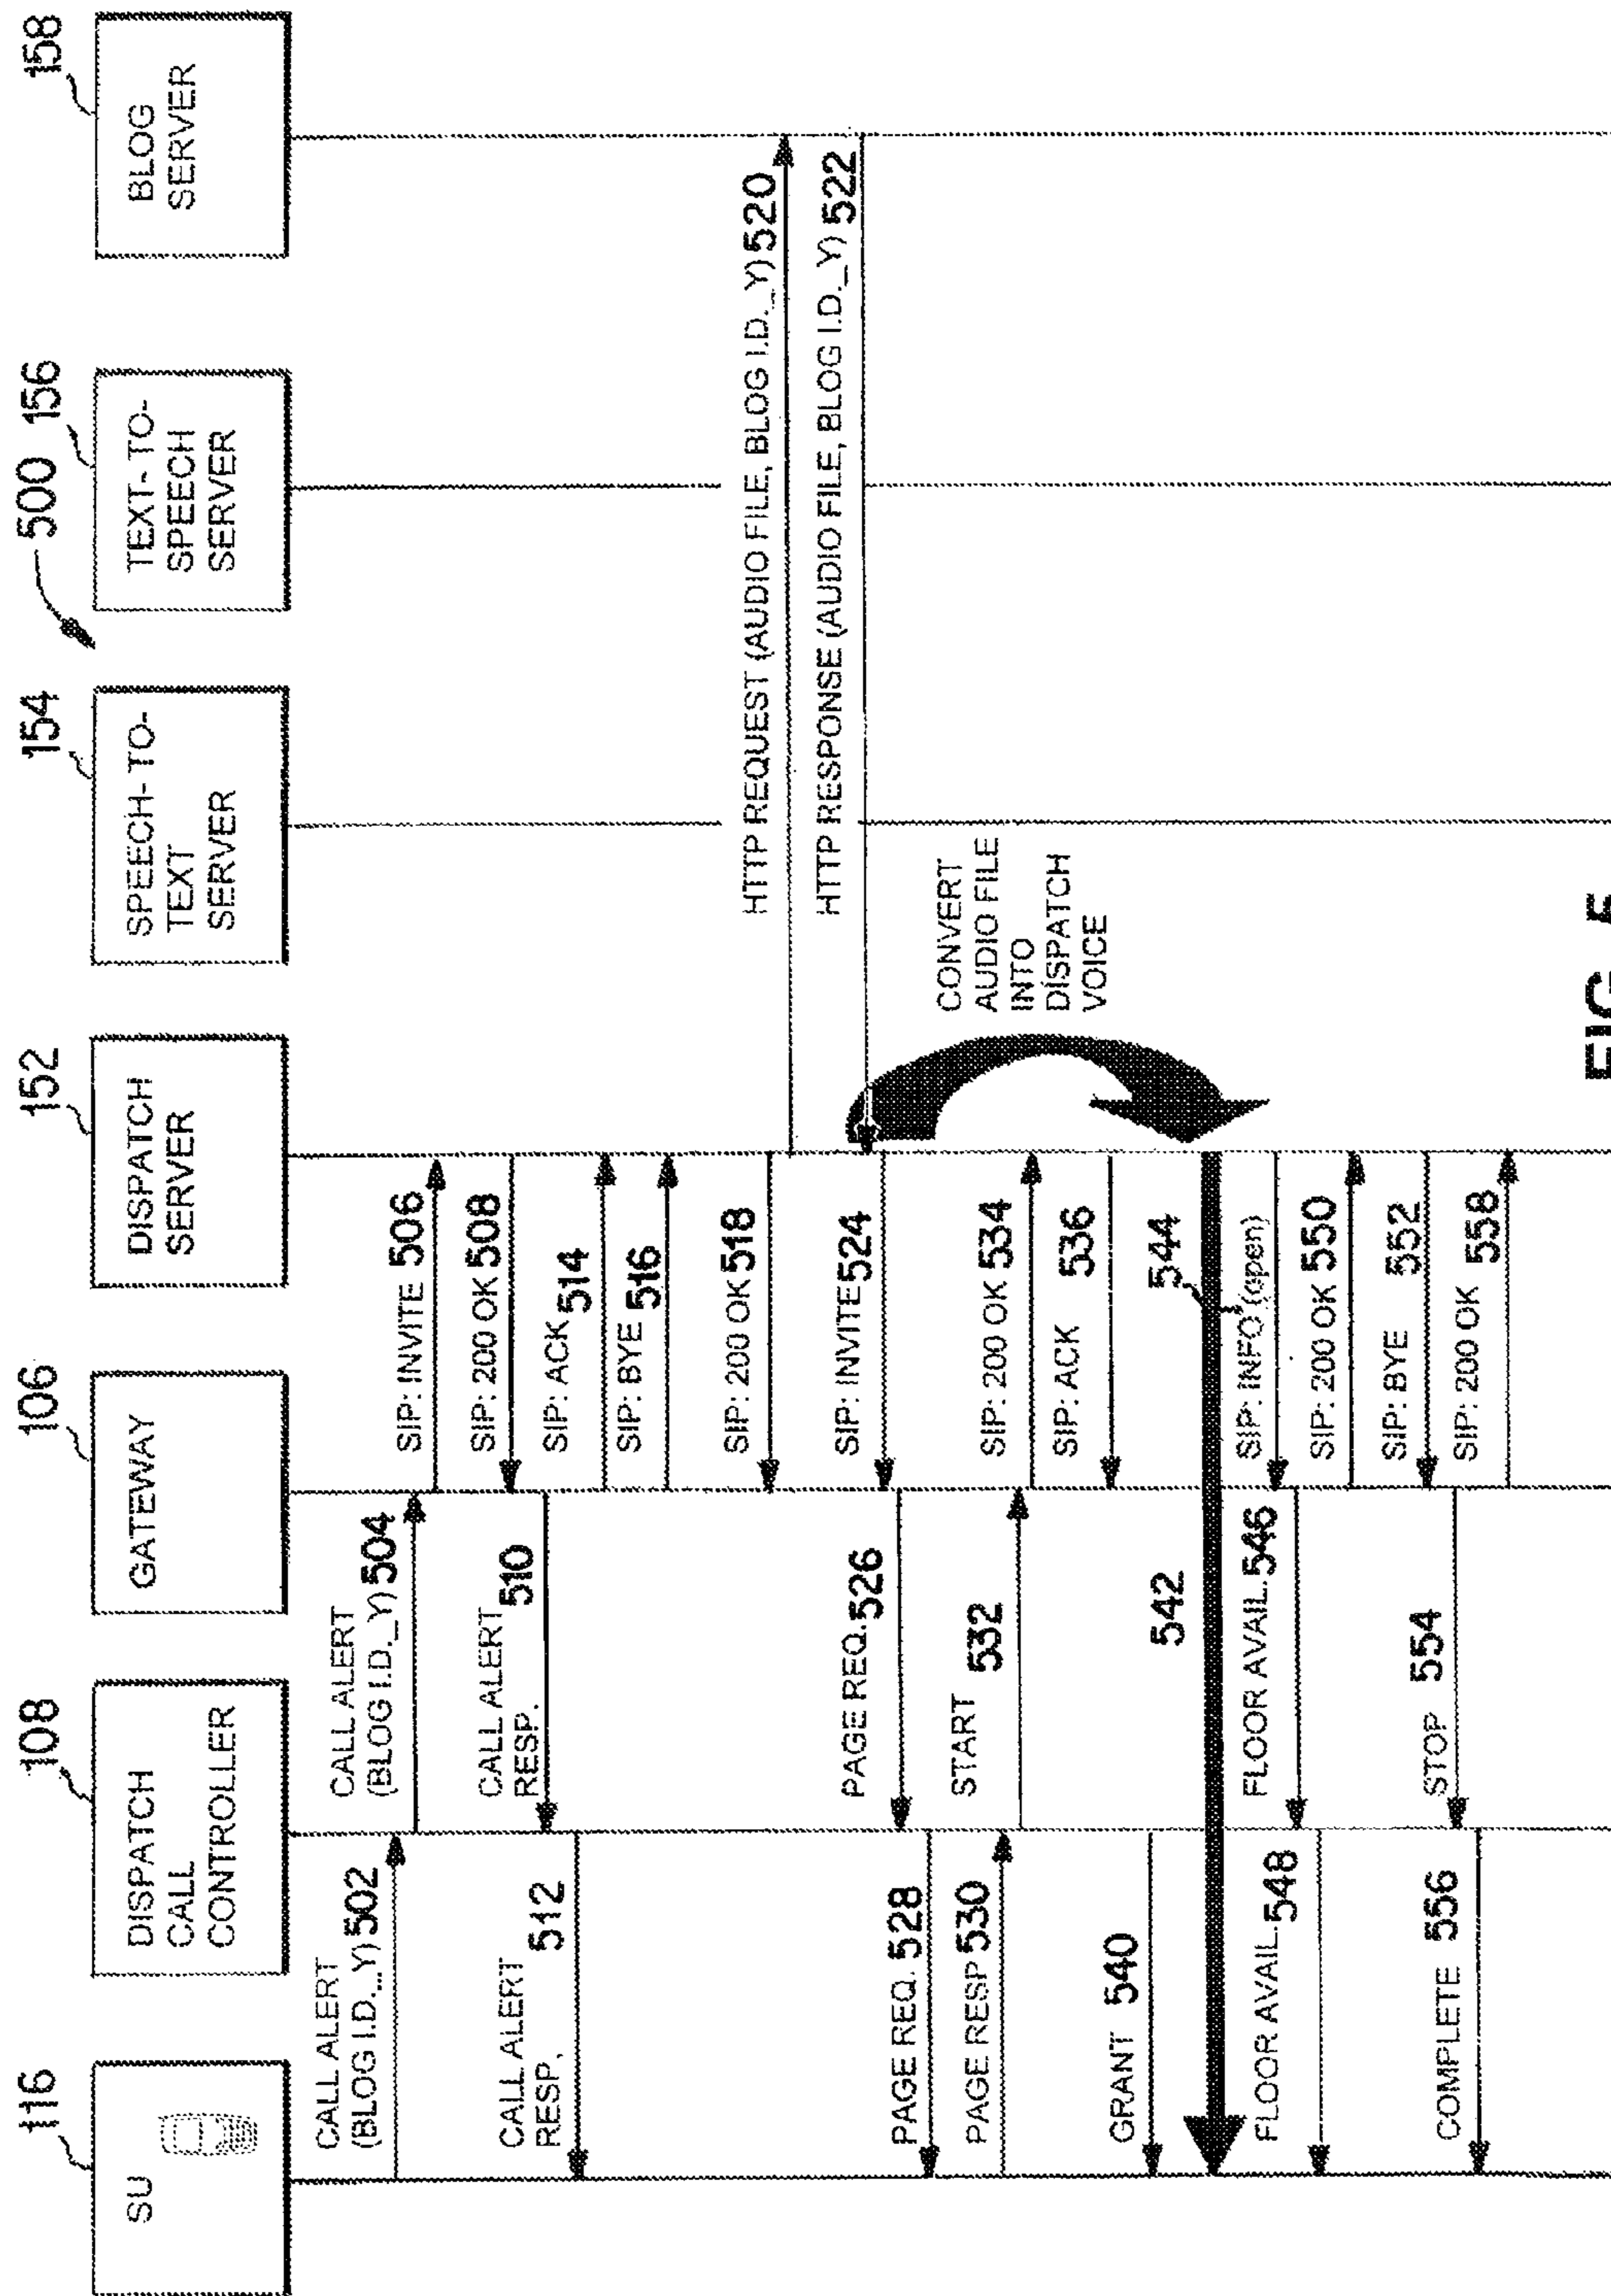 500
116
SU
108
DISPATCH
CALL
CONTROLLER
106
GATEWAY
152
DISPATCH
SERVER
154
SPEECH- TO-
TEXT
SERVER
156
TEXT- TO-
SPEECH
SERVER
158
BLOG
SERVER
CALL ALERT
(BLOG I.D._Y) 502
CALL ALERT
(BLOG I.D._Y) 504
SIP: INVITE 506
SIP: 200 OK 508
CALL ALERT
RESP. 510
CALL ALERT
RESP. 512
SIP: ACK 514
SIP: BYE 516
SIP: 200 OK 518
HTTP REQUEST (AUDIO FILE, BLOG I.D._Y) 520
HTTP RESPONSE (AUDIO FILE, BLOG I.D._Y) 522
SIP: INVITE 524
PAGE REQ. 526
PAGE REQ. 528
PAGE RESP 530
START 532
SIP: 200 OK 534
SIP: ACK 536
CONVERT
AUDIO FILE
INTO
DISPATCH
VOICE
GRANT 540
542
544
SIP: INFO (open)
FLOOR AVAIL. 546
FLOOR AVAIL. 548
SIP: 200 OK 550
SIP: BYE 552
STOP 554
COMPLETE 556
SIP: 200 OK 558